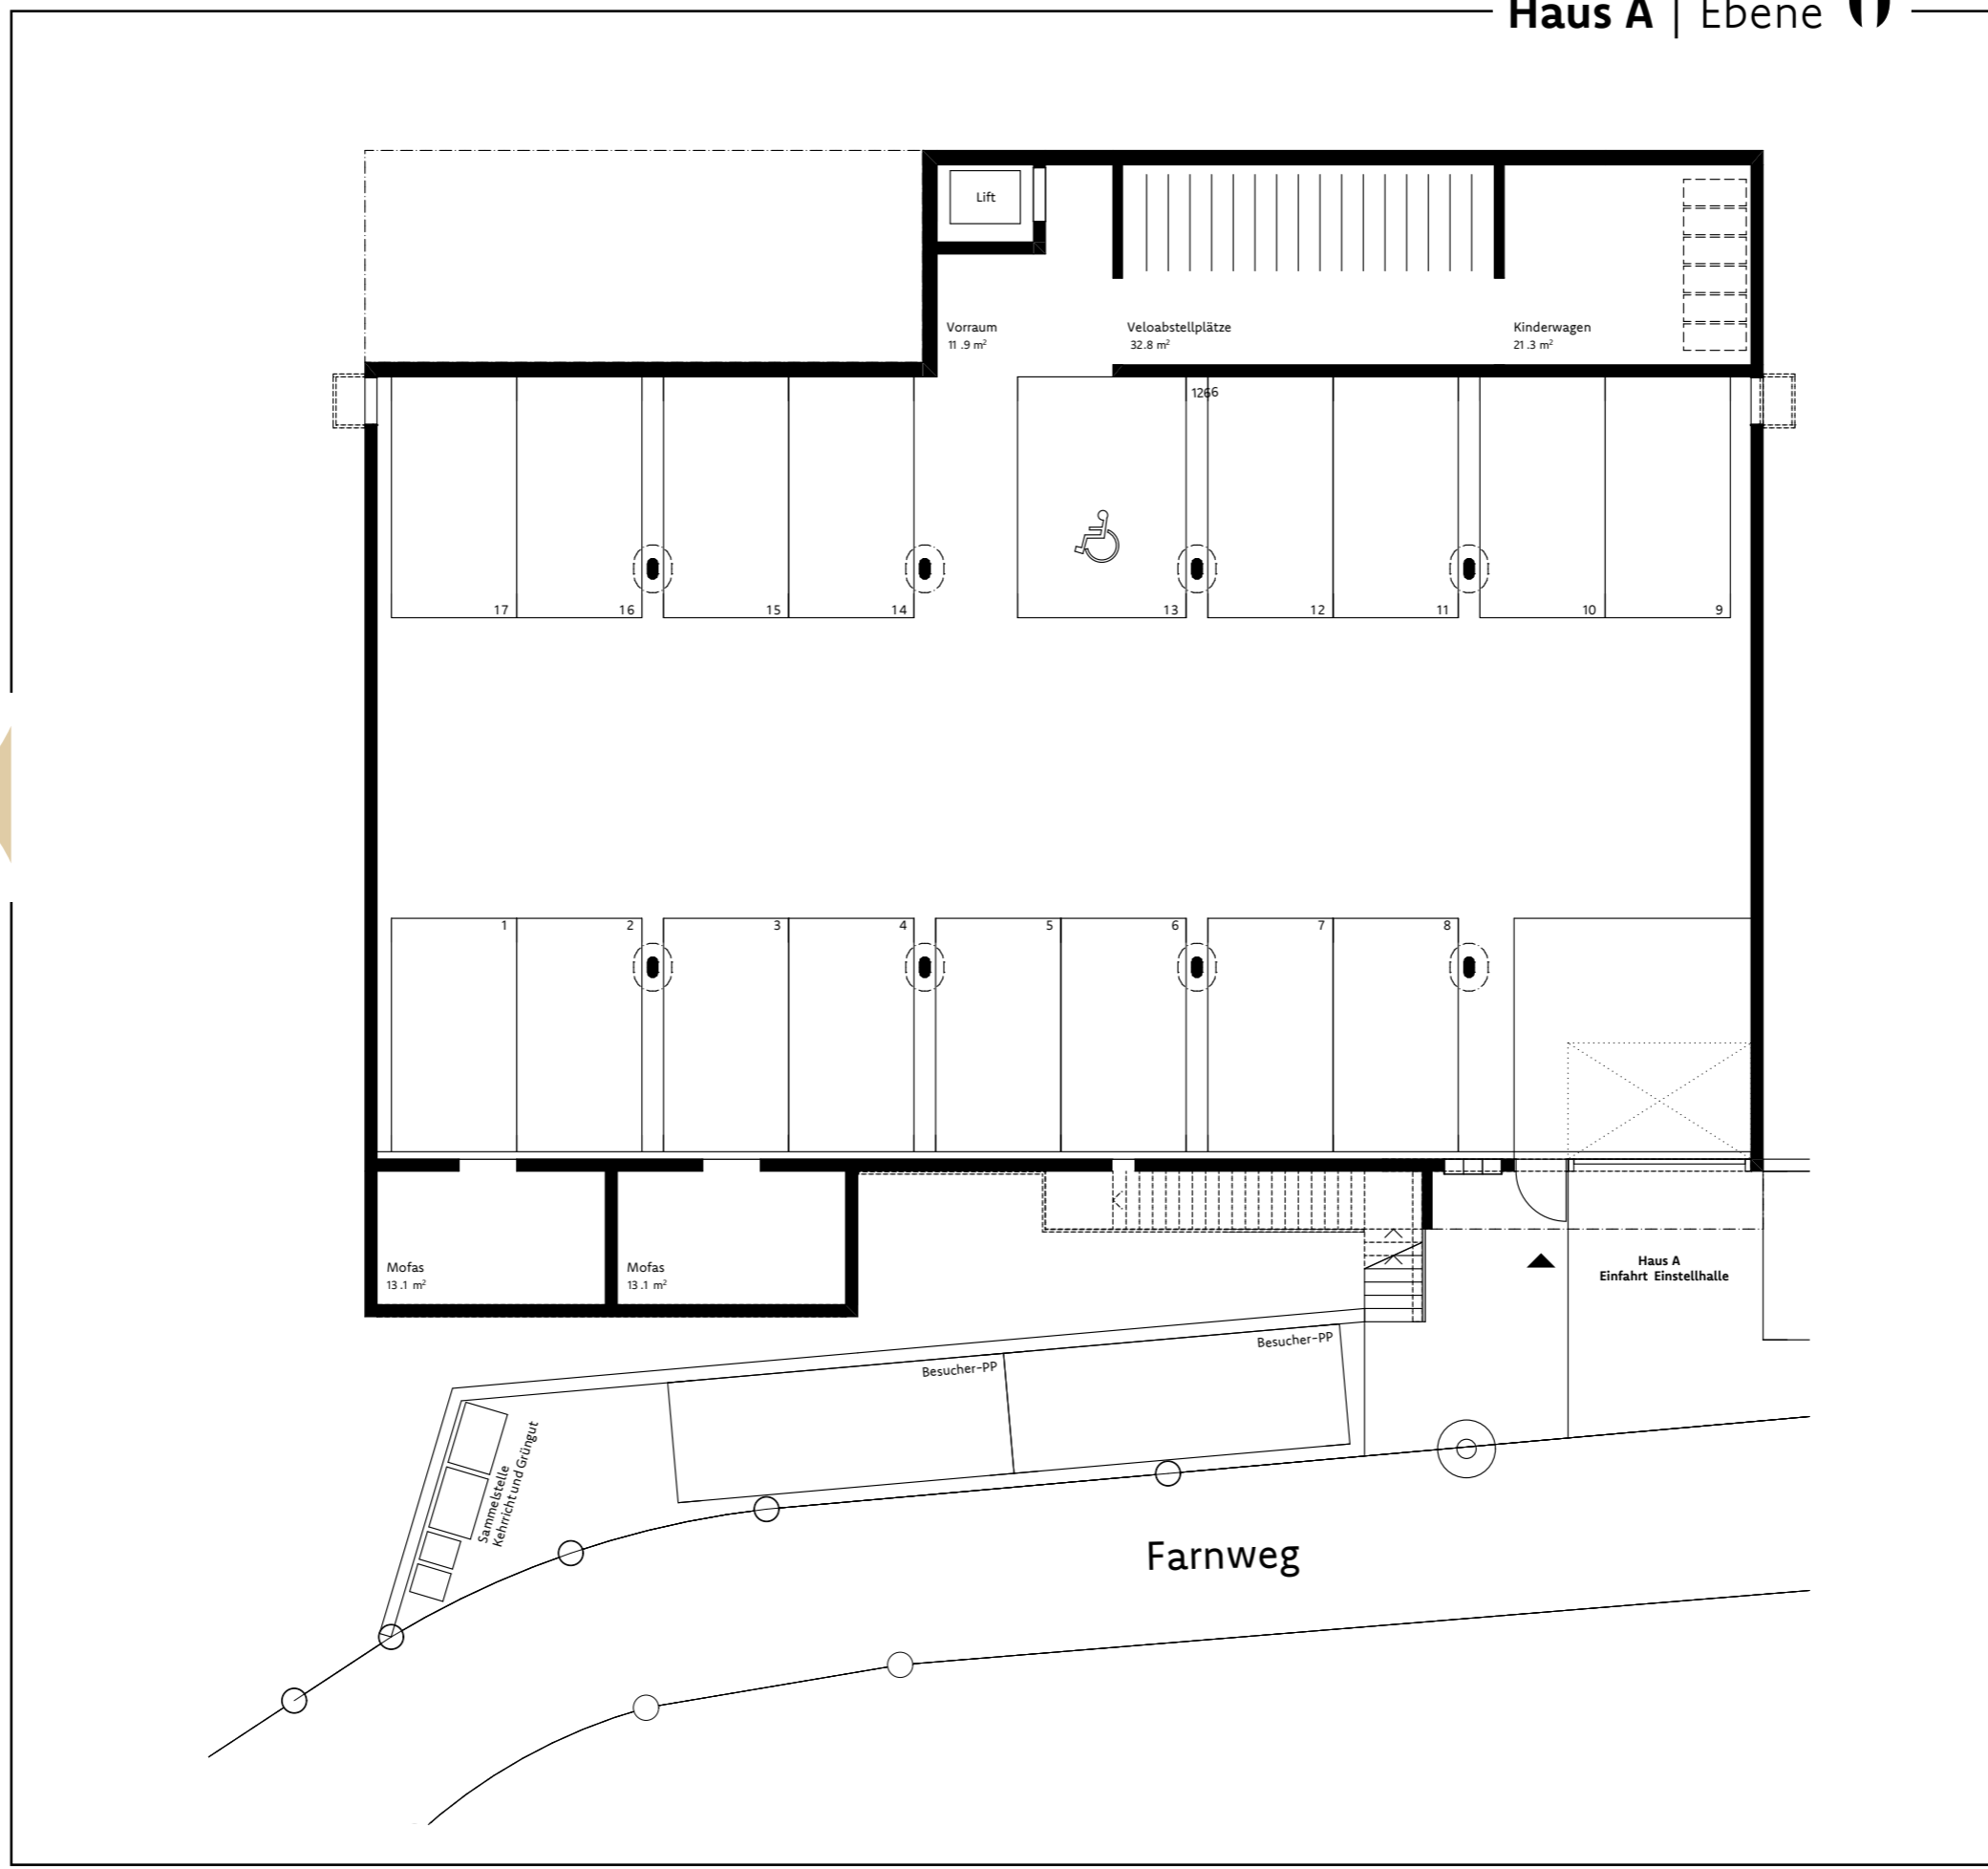 Haus A | Ebene 0
Lift
Vorraum
11.9 m²
Veloabstellplätze
32.8 m²
Kinderwagen
21.3 m²
1266
17
16
15
14
13
12
11
10
9
1
2
3
4
5
6
7
8
Mofas
13.1 m²
Mofas
13.1 m²
Haus A
Einfahrt Einstellhalle
Besucher-PP
Besucher-PP
Sammelstelle
Kehrricht und Grüngut
Farnweg